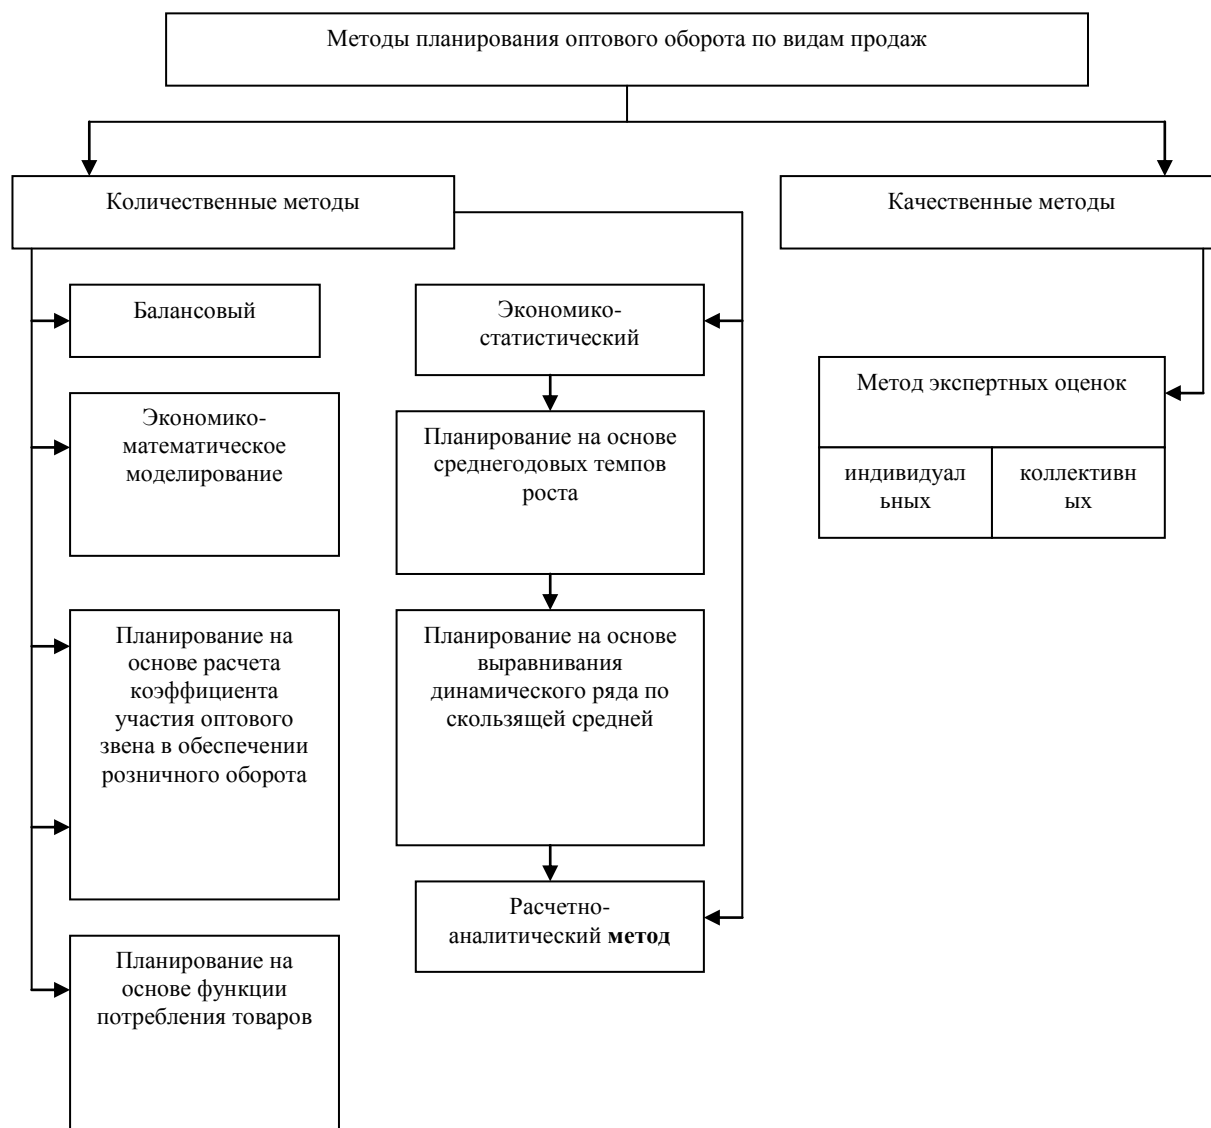 Методы планирования оптового оборота по видам продаж
Количественные методы
Качественные методы
Балансовый
Экономико-
математическое
моделирование
Планирование на
основе расчета
коэффициента
участия оптового
звена в обеспечении
розничного оборота
Планирование на
основе функции
потребления товаров
Экономико-
статистический
Планирование на основе
среднегодовых темпов
роста
Планирование на основе
выравнивания
динамического ряда по
скользящей средней
Расчетно-
аналитический метод
Метод экспертных оценок
индивидуал
ьных
коллективн
ых